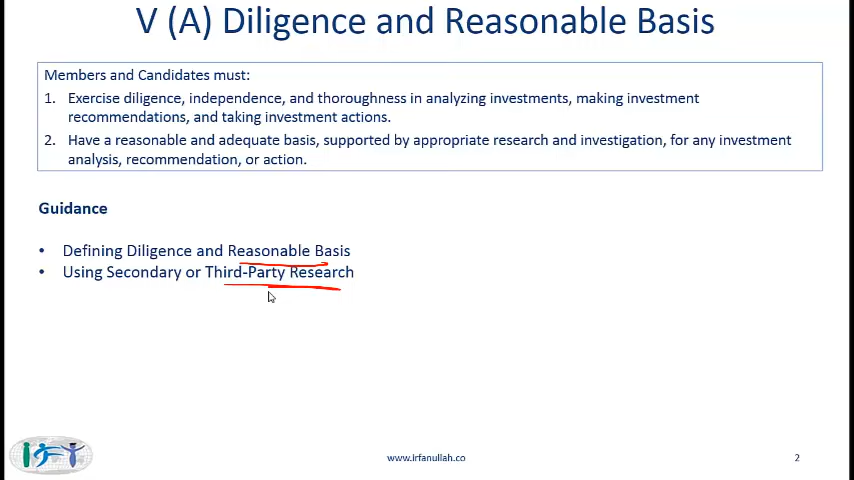 V (A) Diligence and Reasonable Basis
Members and Candidates must:
1. Exercise diligence, independence, and thoroughness in analyzing investments, making investment
recommendations, and taking investment actions.
2. Have a reasonable and adequate basis, supported by appropriate research and investigation, for any investment
analysis, recommendation, or action.
Guidance
• Defining Diligence and Reasonable Basis
• Using Secondary or Third-Party Research
www.irfanullah.co
2